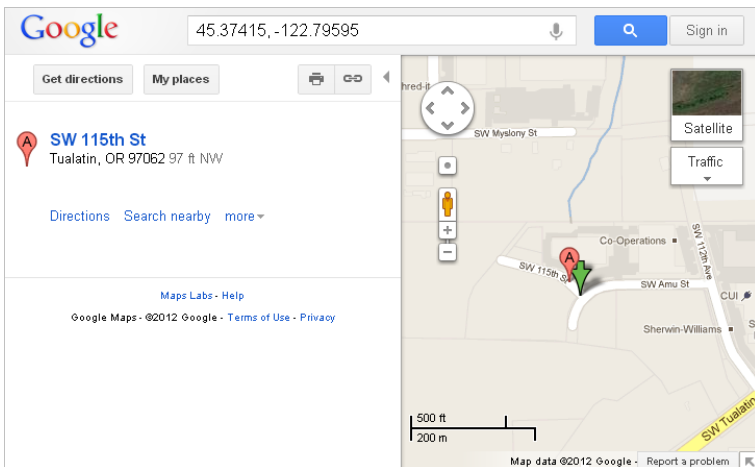 Google
45.37415, -122.79595
Sign in
Get directions
My places
A
SW 115th St
Tualatin, OR 97062 97 ft NW
Directions
Search nearby
more
Maps Labs - Help
Google Maps - ©2012 Google - Terms of Use - Privacy
hred-it
Satellite
Traffic
SW Myslony St
Co-Operations
SW 112th Ave
A
SW 115th St
SW Amu St
CUI
Sherwin-Williams
S
500 ft
200 m
SW Tualatin
Map data ©2012 Google -
Report a problem